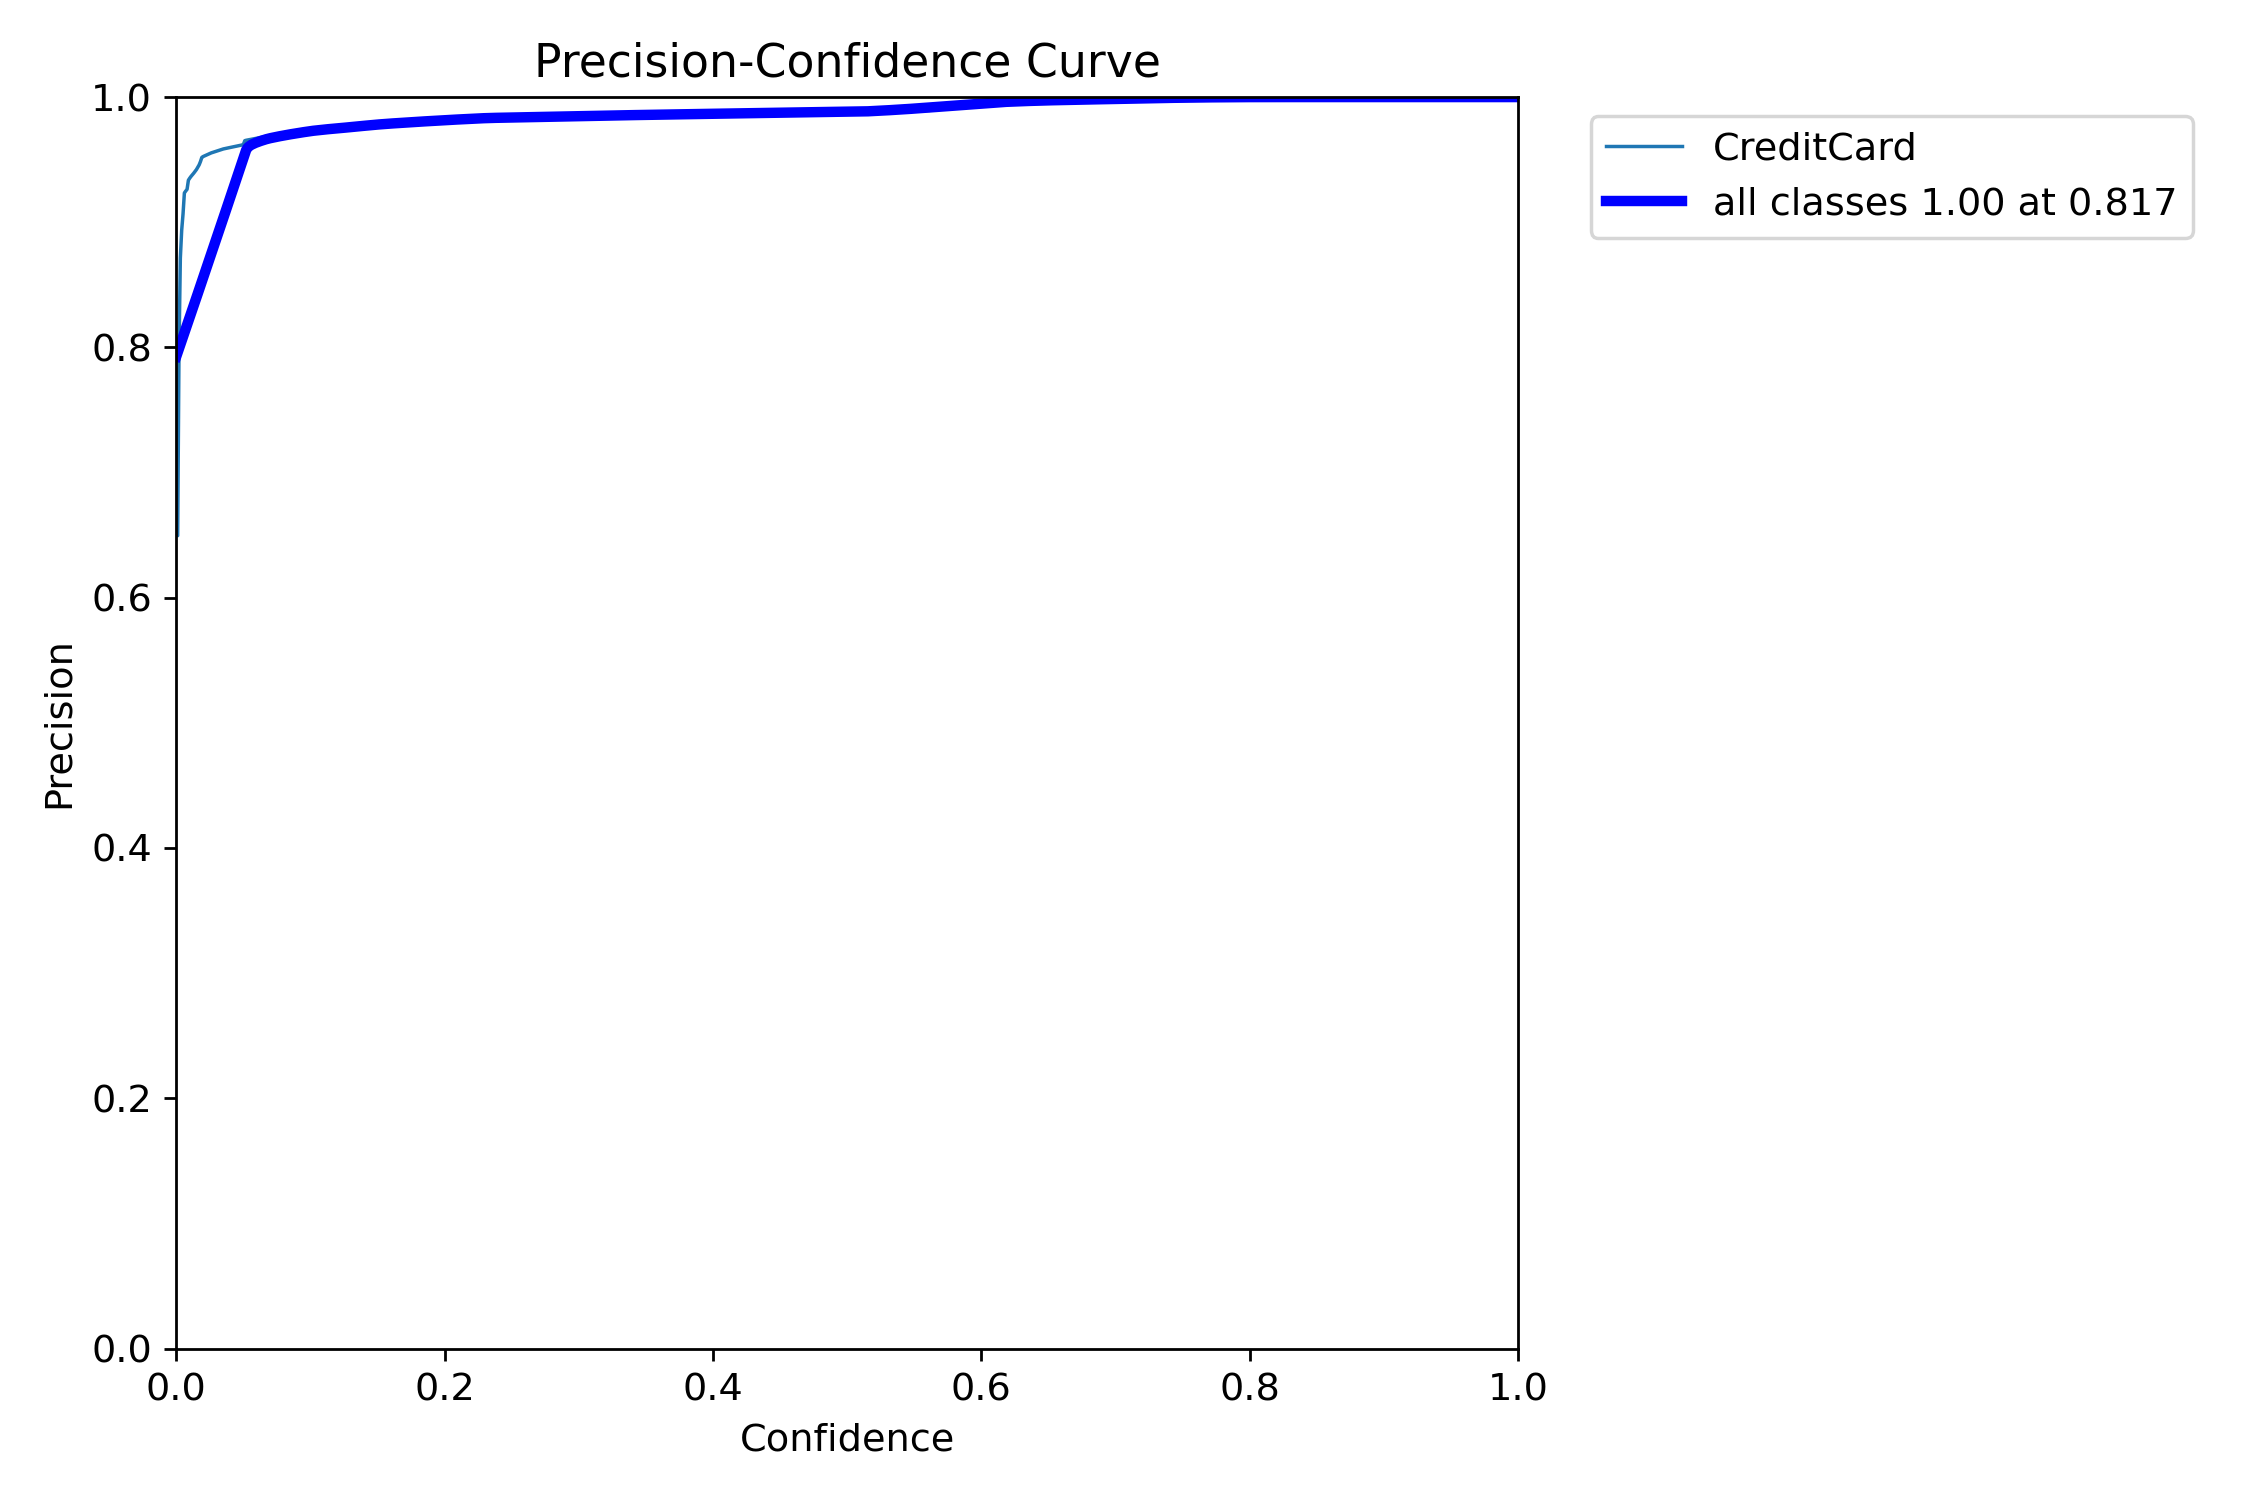 Precision-Confidence Curve
1.0
0.8
0.6
0.4
0.2
0.0
Precision
0.0 0.2 0.4 0.6 0.8 1.0
Confidence
CreditCard
all classes 1.00 at 0.817